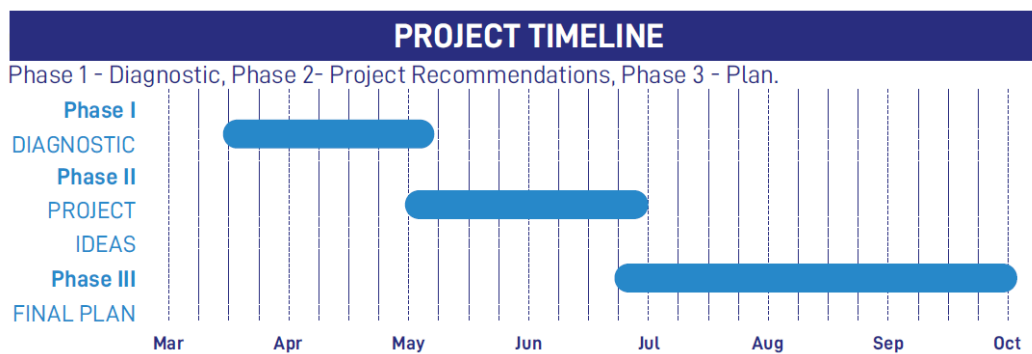 PROJECT TIMELINE
Phase 1 - Diagnostic, Phase 2- Project Recommendations, Phase 3 - Plan.
Phase I
DIAGNOSTIC
Phase II
PROJECT
IDEAS
Phase III
FINAL PLAN
Mar Apr May Jun Jul Aug Sep Oct